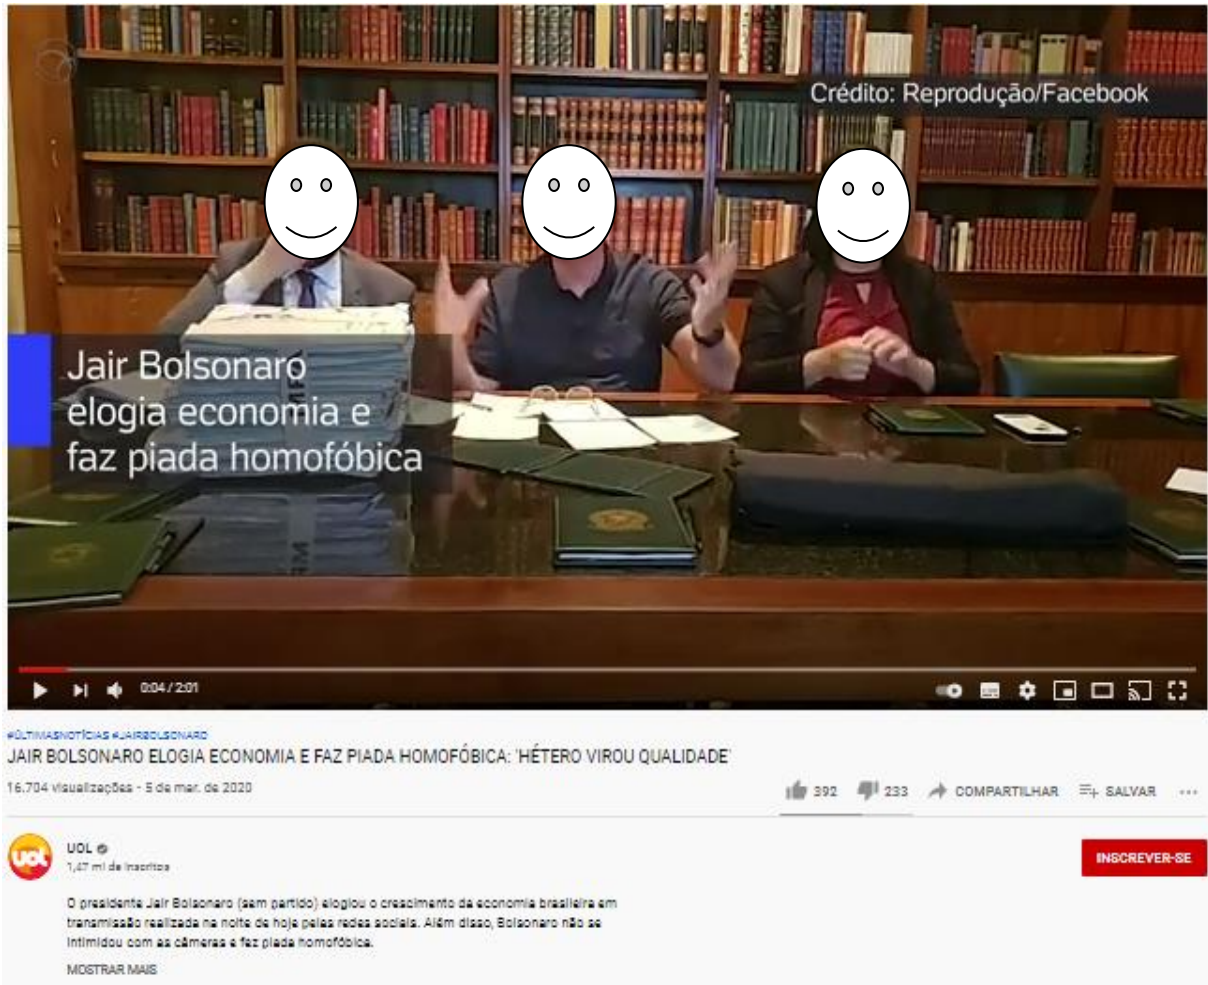 Crédito: Reprodução/Facebook
Jair Bolsonaro
elogia economia e
faz piada homofóbica
0:04 / 2:01
#ÚLTIMASNOTÍCIAS #JAIRBOLSONARO
JAIR BOLSONARO ELOGIA ECONOMIA E FAZ PIADA HOMOFÓBICA: 'HÉTERO VIROU QUALIDADE'
16.704 visualizações - 5 de mar. de 2020
392 233 COMPARTILHAR SALVAR
UOL
1,47 mi de inscritos
INSCREVER-SE
O presidente Jair Bolsonaro (sem partido) elogiou o crescimento da economia brasileira em
transmissão realizada na noite de hoje pelas redes sociais. Além disso, Bolsonaro não se
intimidou com as câmeras e fez piada homofóbica.
MOSTRAR MAIS